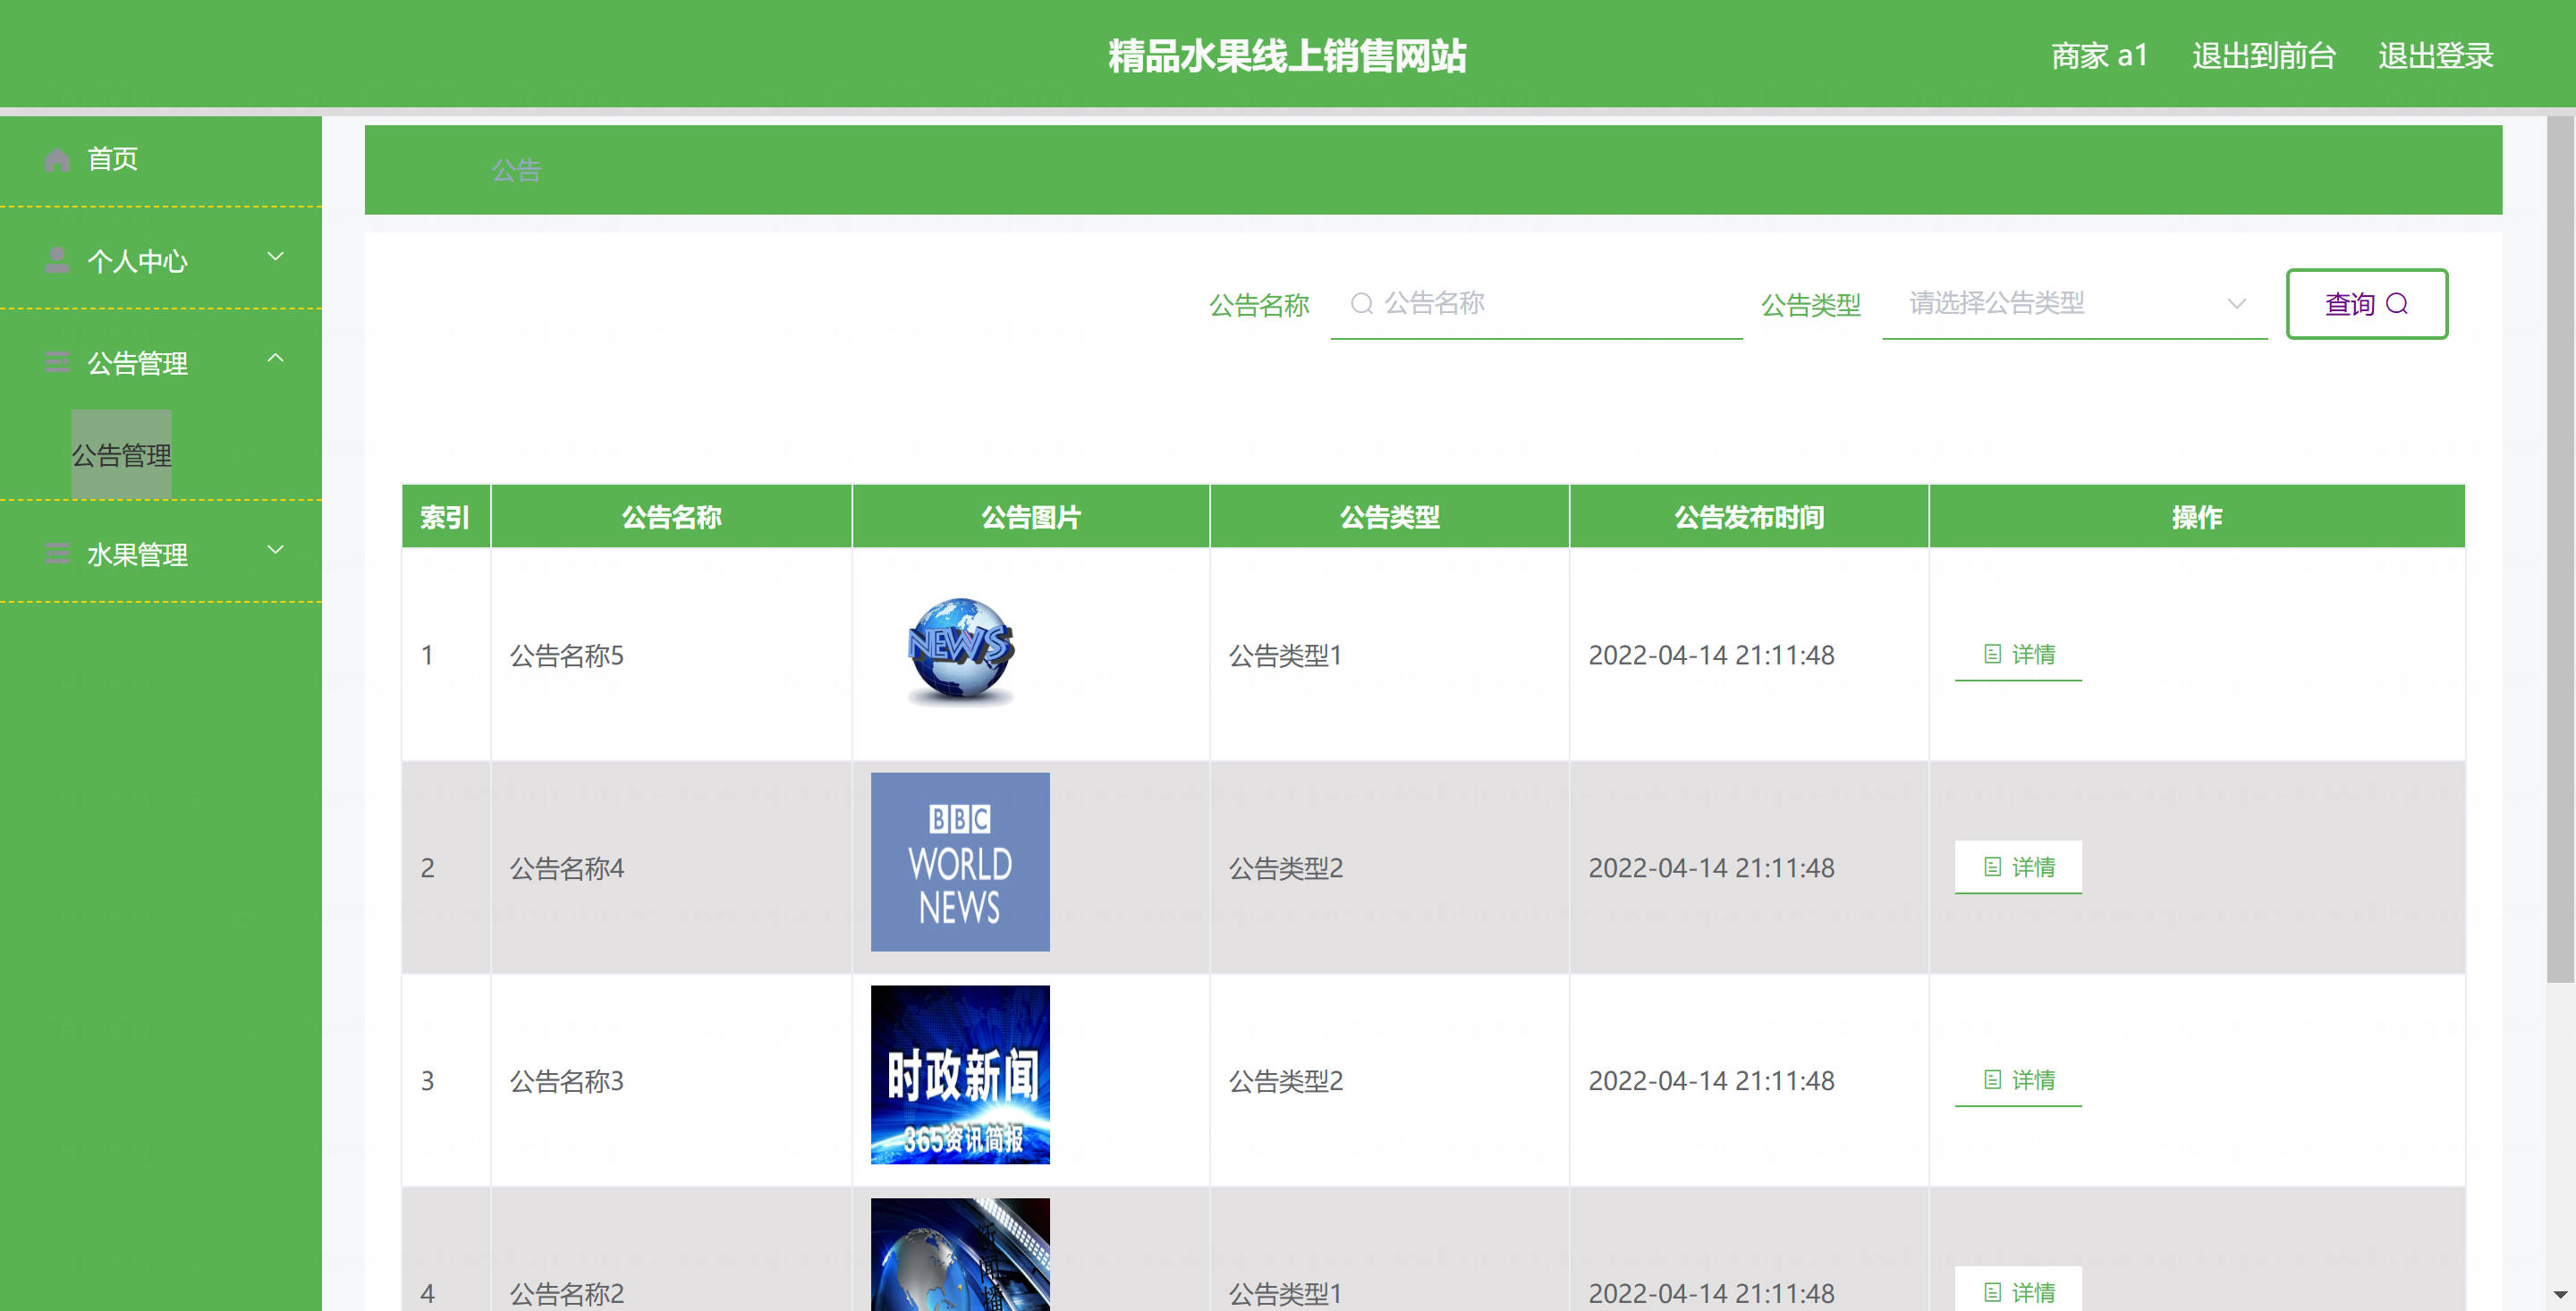 精品水果线上销售网站
商家 a1 退出到前台 退出登录
首页
个人中心
公告管理
公告管理
水果管理
公告
公告名称 公告名称 公告类型 请选择公告类型 查询
索引 公告名称 公告图片 公告类型 公告发布时间 操作
1 公告名称5 公告类型1 2022-04-14 21:11:48 详情
NEWS
2 公告名称4 公告类型2 2022-04-14 21:11:48 详情
BBC
WORLD
NEWS
3 公告名称3 公告类型2 2022-04-14 21:11:48 详情
时政新闻
365资讯简报
4 公告名称2 公告类型1 2022-04-14 21:11:48 详情
新闻播